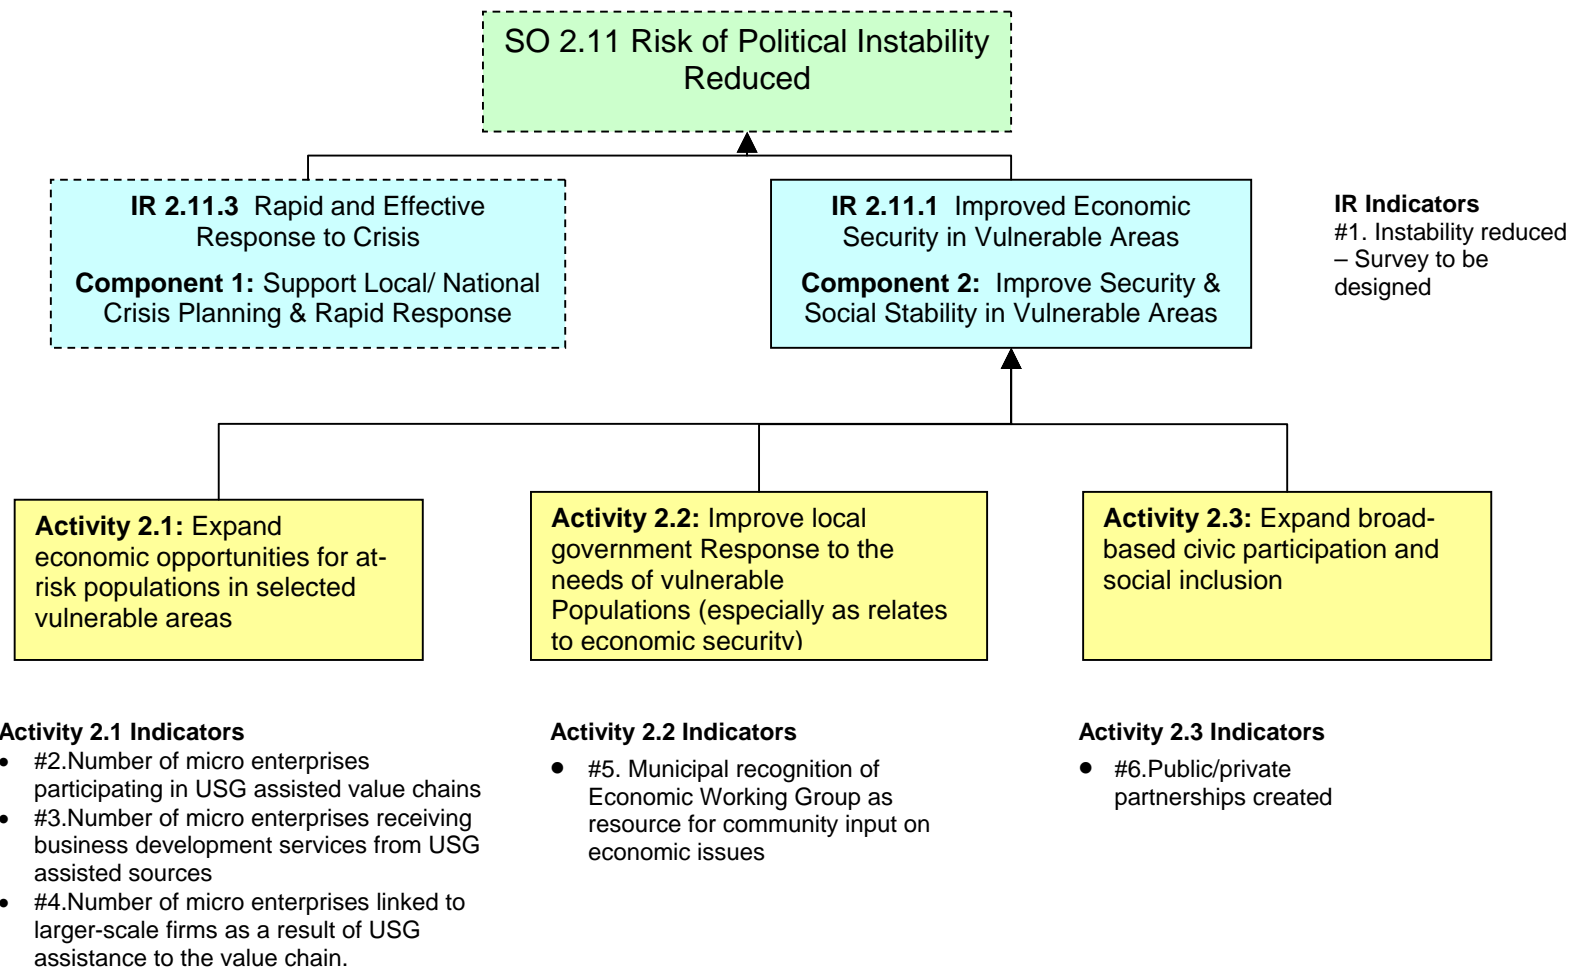 SO 2.11 Risk of Political Instability
Reduced
IR 2.11.3 Rapid and Effective
Response to Crisis
Component 1: Support Local/ National
Crisis Planning & Rapid Response
IR 2.11.1 Improved Economic
Security in Vulnerable Areas
Component 2: Improve Security &
Social Stability in Vulnerable Areas
IR Indicators
#1. Instability reduced
– Survey to be
designed
Activity 2.1: Expand
economic opportunities for at-
risk populations in selected
vulnerable areas
Activity 2.2: Improve local
government Response to the
needs of vulnerable
Populations (especially as relates
to economic security)
Activity 2.3: Expand broad-
based civic participation and
social inclusion
Activity 2.1 Indicators
• #2.Number of micro enterprises
participating in USG assisted value chains
• #3.Number of micro enterprises receiving
business development services from USG
assisted sources
• #4.Number of micro enterprises linked to
larger-scale firms as a result of USG
assistance to the value chain.
Activity 2.2 Indicators
• #5. Municipal recognition of
Economic Working Group as
resource for community input on
economic issues
Activity 2.3 Indicators
• #6.Public/private
partnerships created